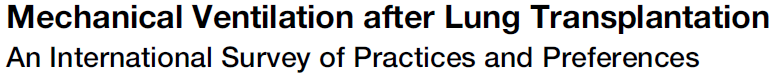 Mechanical Ventilation after Lung Transplantation
An International Survey of Practices and Preferences